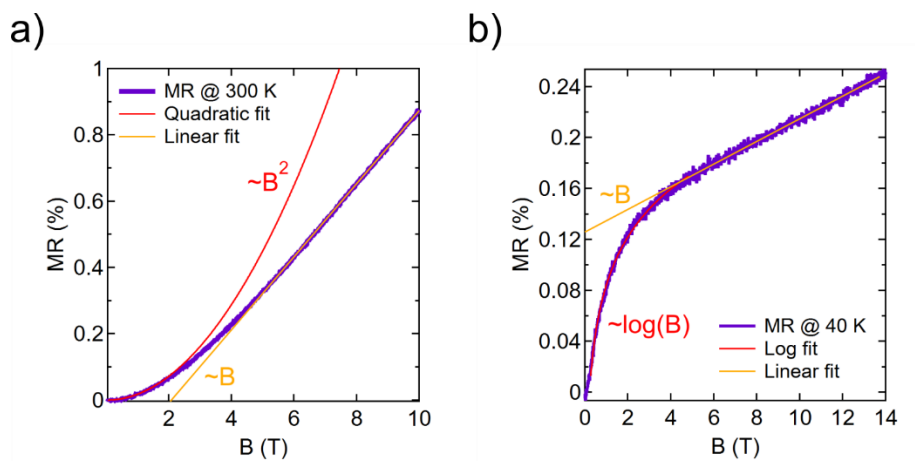 a)
MR (%)
1
0.8
0.6
0.4
0.2
0
MR @ 300 K
Quadratic fit
Linear fit
~B²
~B
2
4
6
8
10
B (T)
b)
MR (%)
0.24
0.20
0.16
0.12
0.08
0.04
0
~B
~log(B)
MR @ 40 K
Log fit
Linear fit
0
2
4
6
8
10
12
14
B (T)